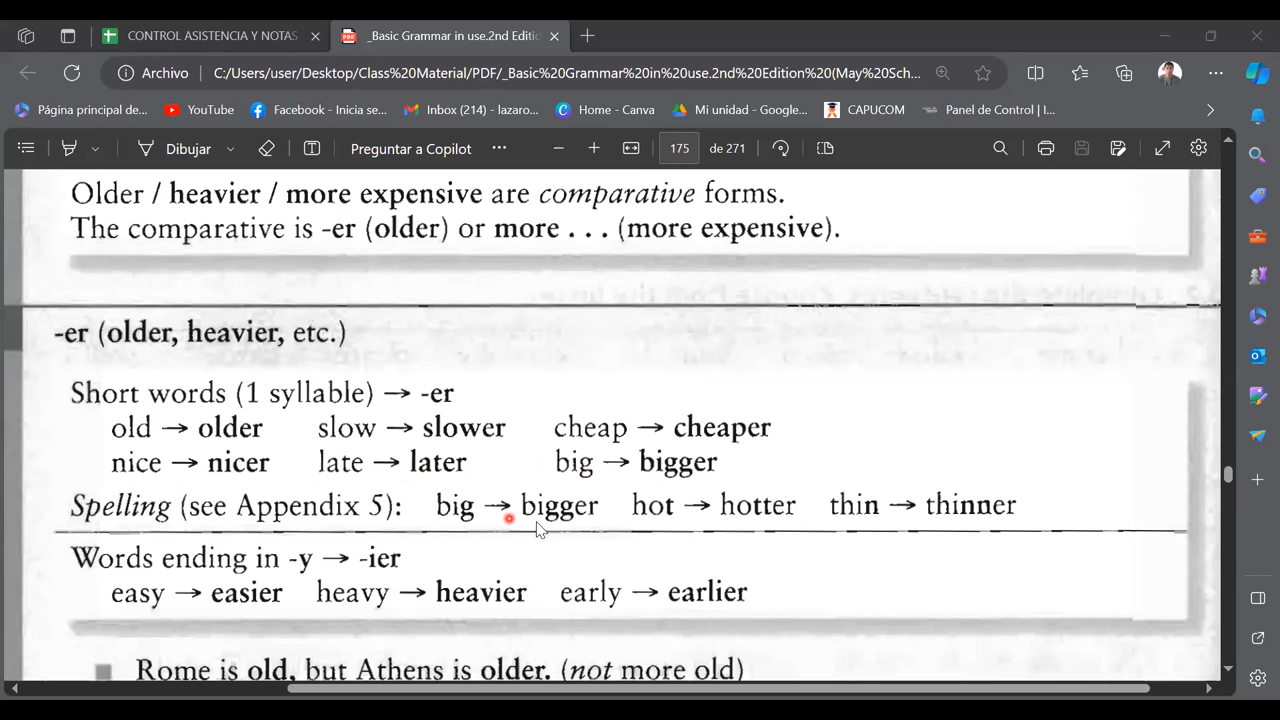 CONTROL ASISTENCIA Y NOTAS
_Basic Grammar in use.2nd Editio
Archivo
C:/Users/user/Desktop/Class%20Material/PDF/_Basic%20Grammar%20in%20use.2nd%20Edition%20(May%20Sch...
Página principal de...
YouTube
Facebook - Inicia se...
Inbox (214) - lazaro...
Home - Canva
Mi unidad - Google...
CAPUCOM
Panel de Control | I...
Dibujar
Preguntar a Copilot
175
de 271
Older / heavier / more expensive are comparative forms.
The comparative is -er (older) or more . . . (more expensive).
-er (older, heavier, etc.)
Short words (1 syllable) → -er
old → older slow → slower cheap → cheaper
nice → nicer late → later big → bigger
Spelling (see Appendix 5): big → bigger hot → hotter thin → thinner
Words ending in -y → -ier
easy → easier heavy → heavier early → earlier
Rome is old, but Athens is older. (not more old)